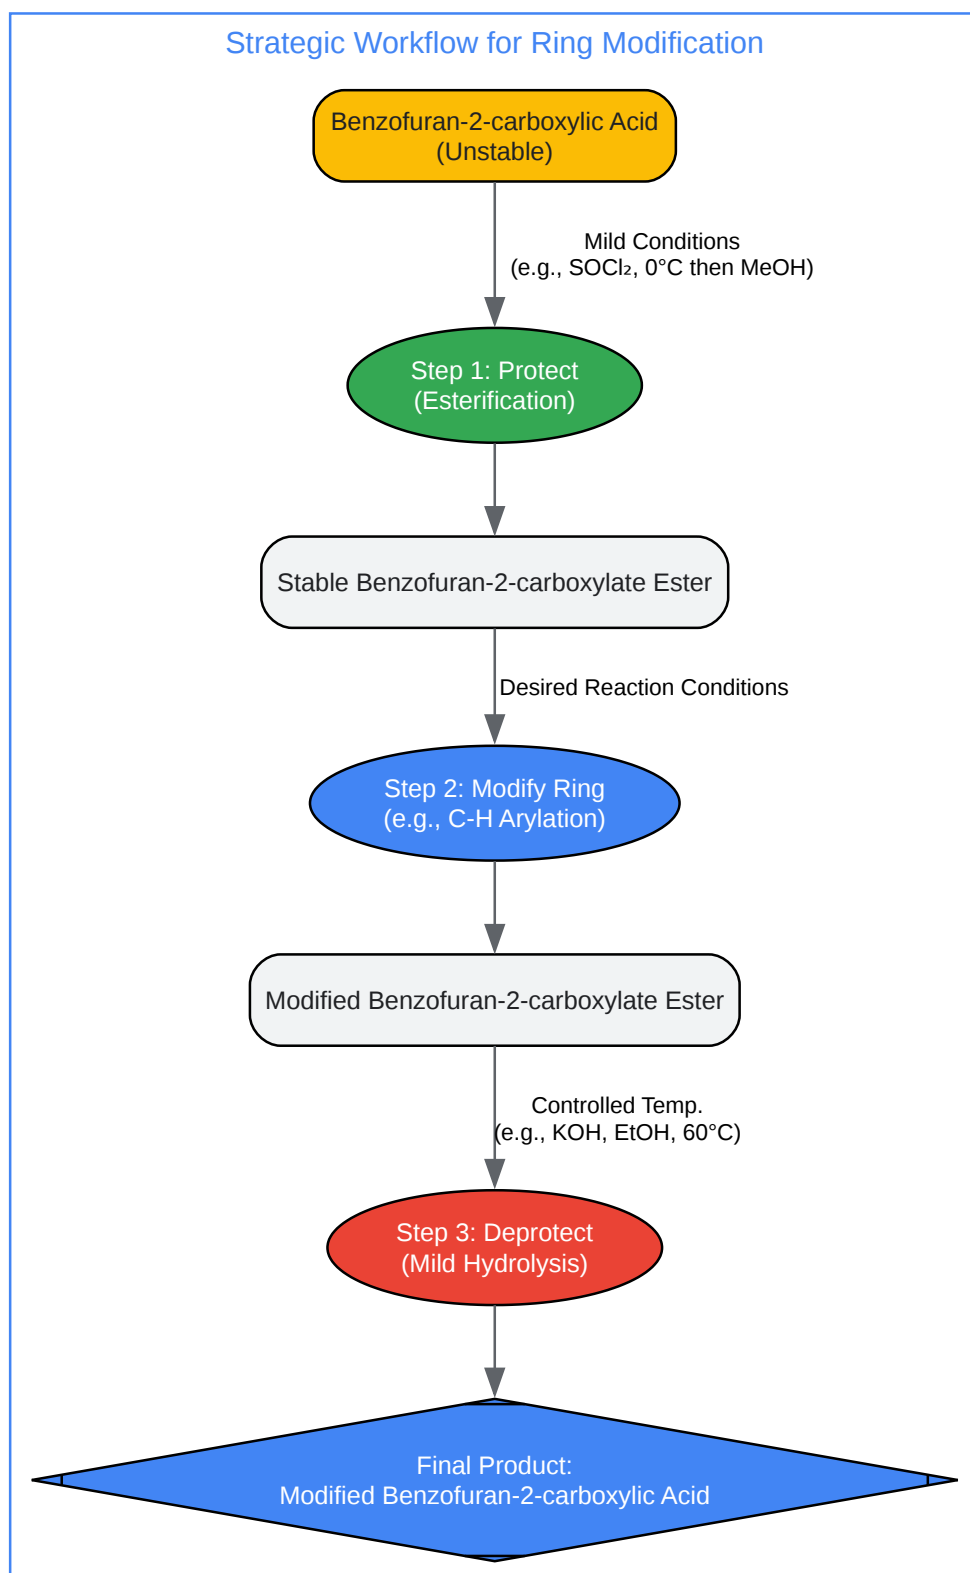 Strategic Workflow for Ring Modification
Benzofuran-2-carboxylic Acid
(Unstable)
Mild Conditions
(e.g., SOCl₂, 0°C then MeOH)
Step 1: Protect
(Esterification)
Stable Benzofuran-2-carboxylate Ester
Desired Reaction Conditions
Step 2: Modify Ring
(e.g., C-H Arylation)
Modified Benzofuran-2-carboxylate Ester
Controlled Temp.
(e.g., KOH, EtOH, 60°C)
Step 3: Deprotect
(Mild Hydrolysis)
Final Product:
Modified Benzofuran-2-carboxylic Acid